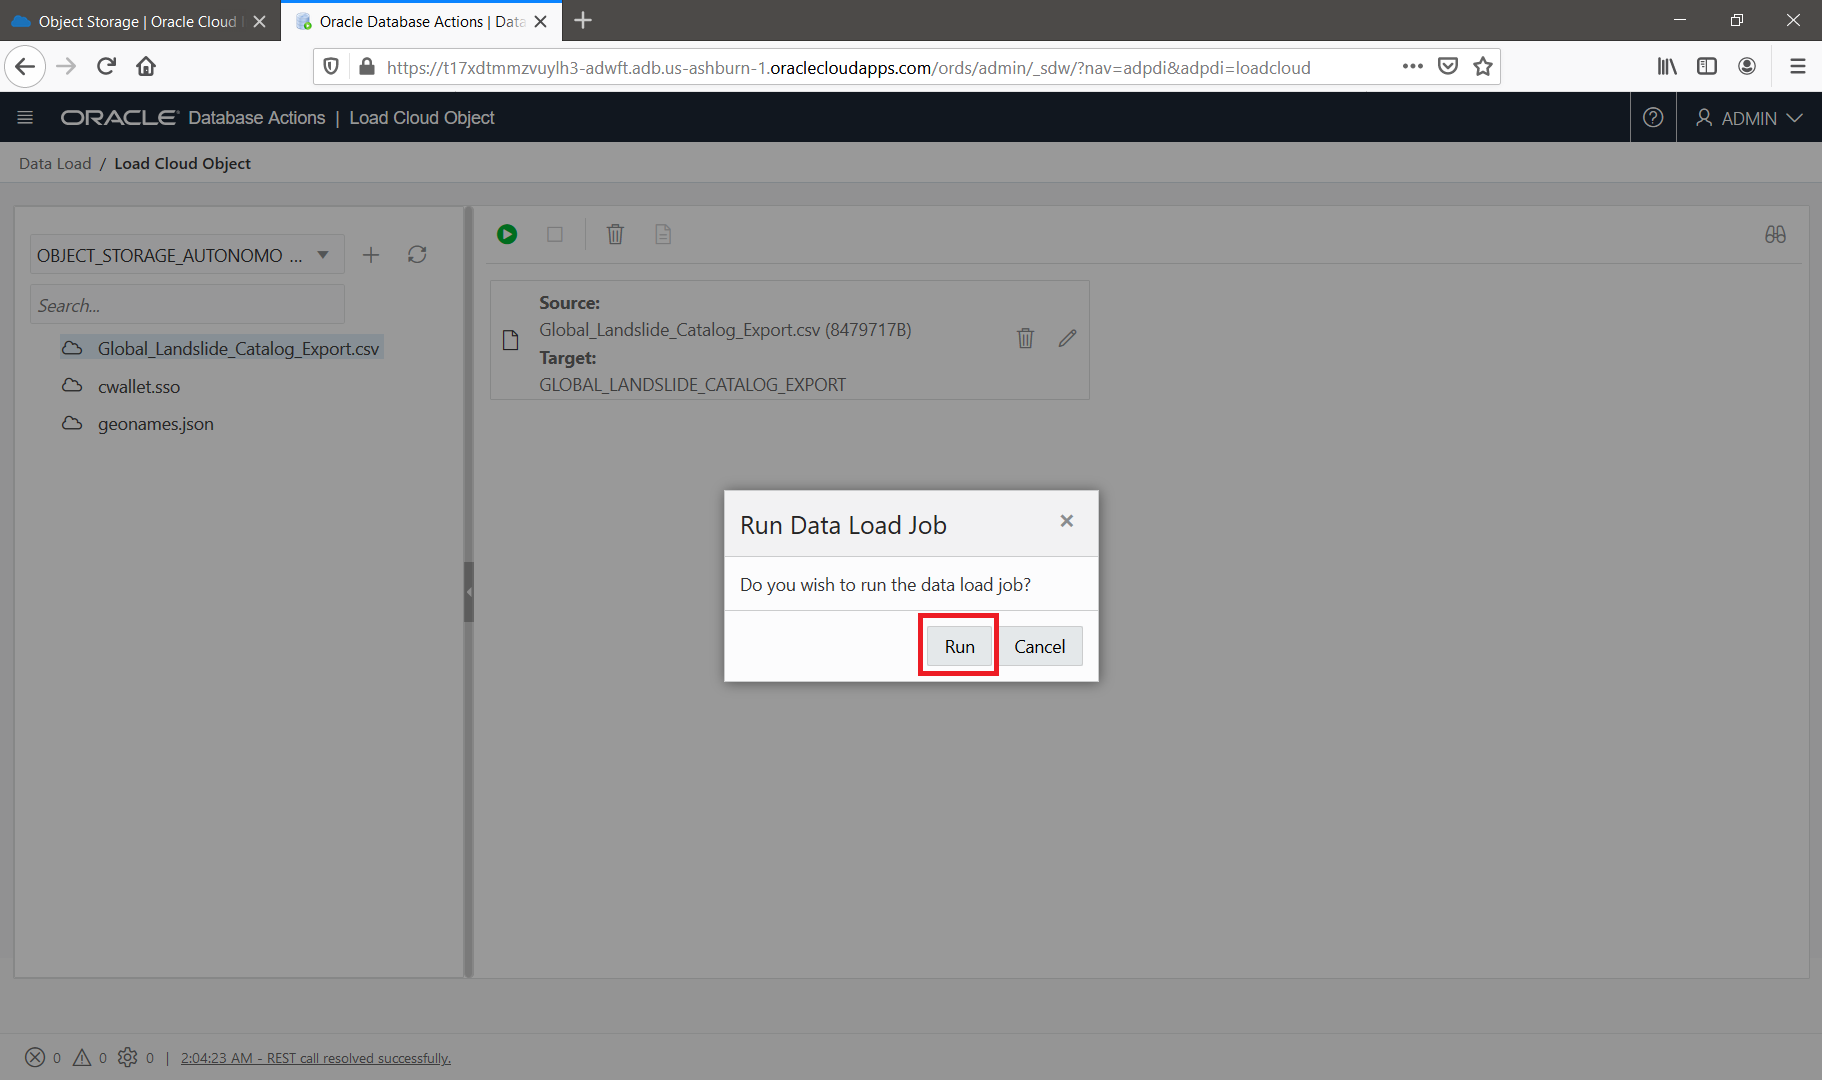 Object Storage | Oracle Cloud
Oracle Database Actions | Data
https://t17xdtmmzvuylh3-adwft.adb.us-ashburn-1.oraclecloudapps.com/ords/admin/_sdw/?nav=adpdi&adpdi=loadcloud
ORACLE Database Actions | Load Cloud Object
ADMIN
Data Load / Load Cloud Object
OBJECT_STORAGE_AUTONOMO ...
Search...
Global_Landslide_Catalog_Export.csv
cwallet.sso
geonames.json
Source:
Global_Landslide_Catalog_Export.csv (8479717B)
Target:
GLOBAL_LANDSLIDE_CATALOG_EXPORT
Run Data Load Job
Do you wish to run the data load job?
Run Cancel
0 0 0 | 2:04:23 AM - REST call resolved successfully.